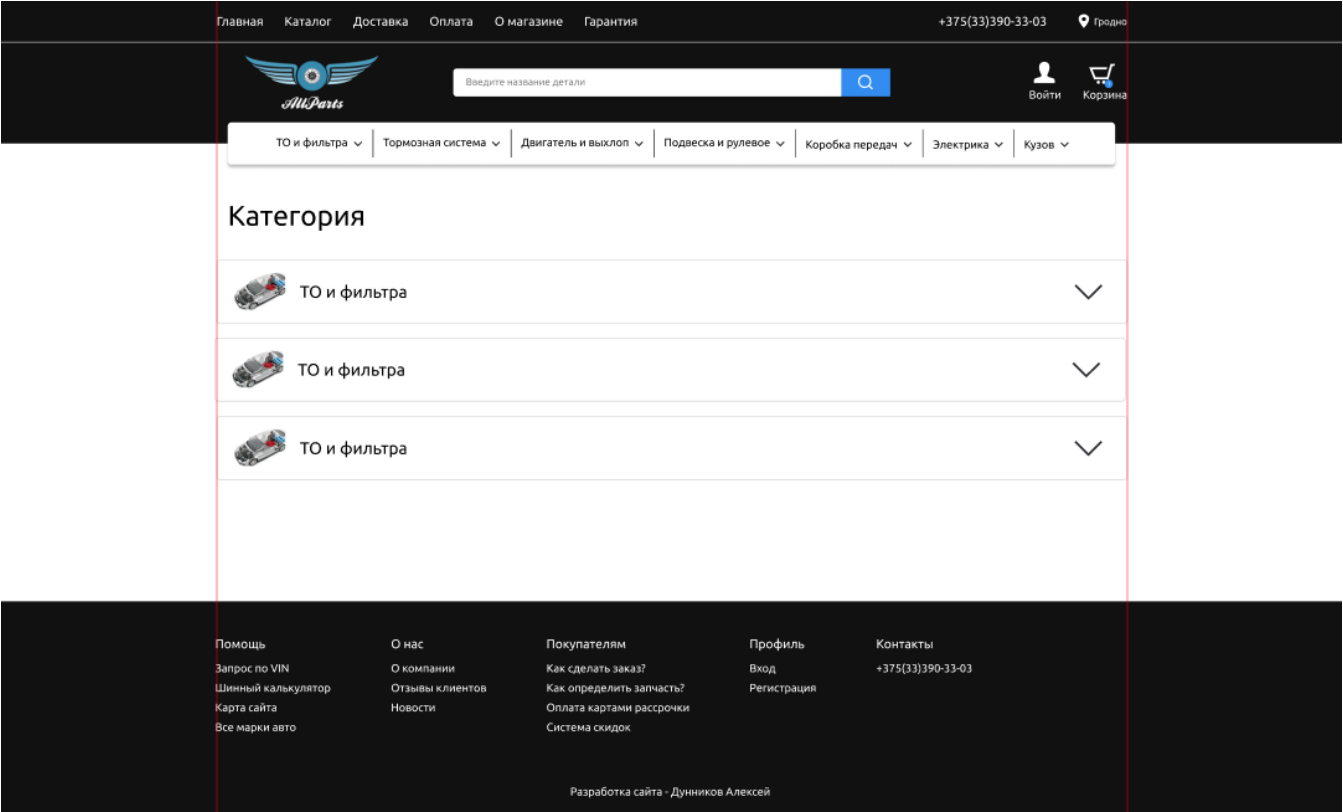 Главная Каталог Доставка Оплата О магазине Гарантия +375(33)390-33-03 Гродно
AllParts
Введите название детали
Войти Корзина
ТО и фильтра Тормозная система Двигатель и выхлоп Подвеска и рулевое Коробка передач Электрика Кузов
Категория
ТО и фильтра
ТО и фильтра
ТО и фильтра
Помощь О нас Покупателям Профиль Контакты
Запрос по VIN О компании Как сделать заказ? Вход +375(33)390-33-03
Шинный калькулятор Отзывы клиентов Как определить запчасть? Регистрация
Карта сайта Новости Оплата картами рассрочки
Все марки авто Система скидок
Разработка сайта - Дунников Алексей